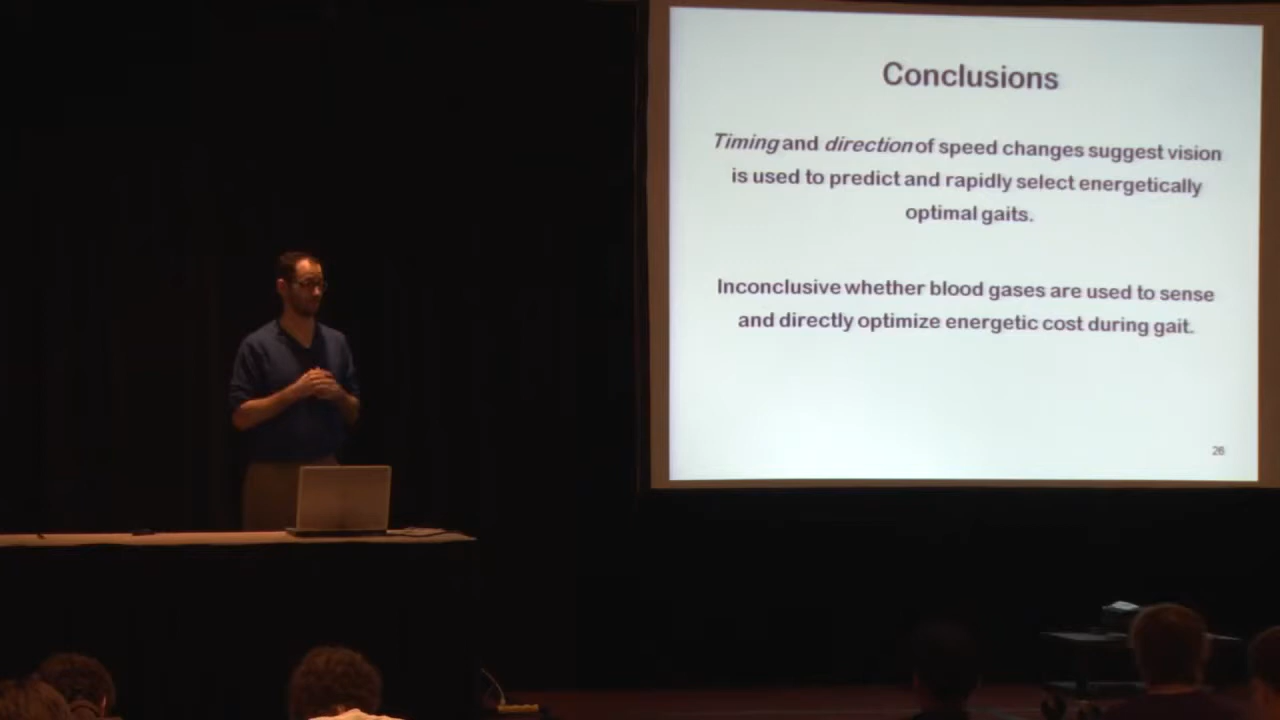 Conclusions
Timing and direction of speed changes suggest vision
is used to predict and rapidly select energetically
optimal gaits.
Inconclusive whether blood gases are used to sense
and directly optimize energetic cost during gait.
26